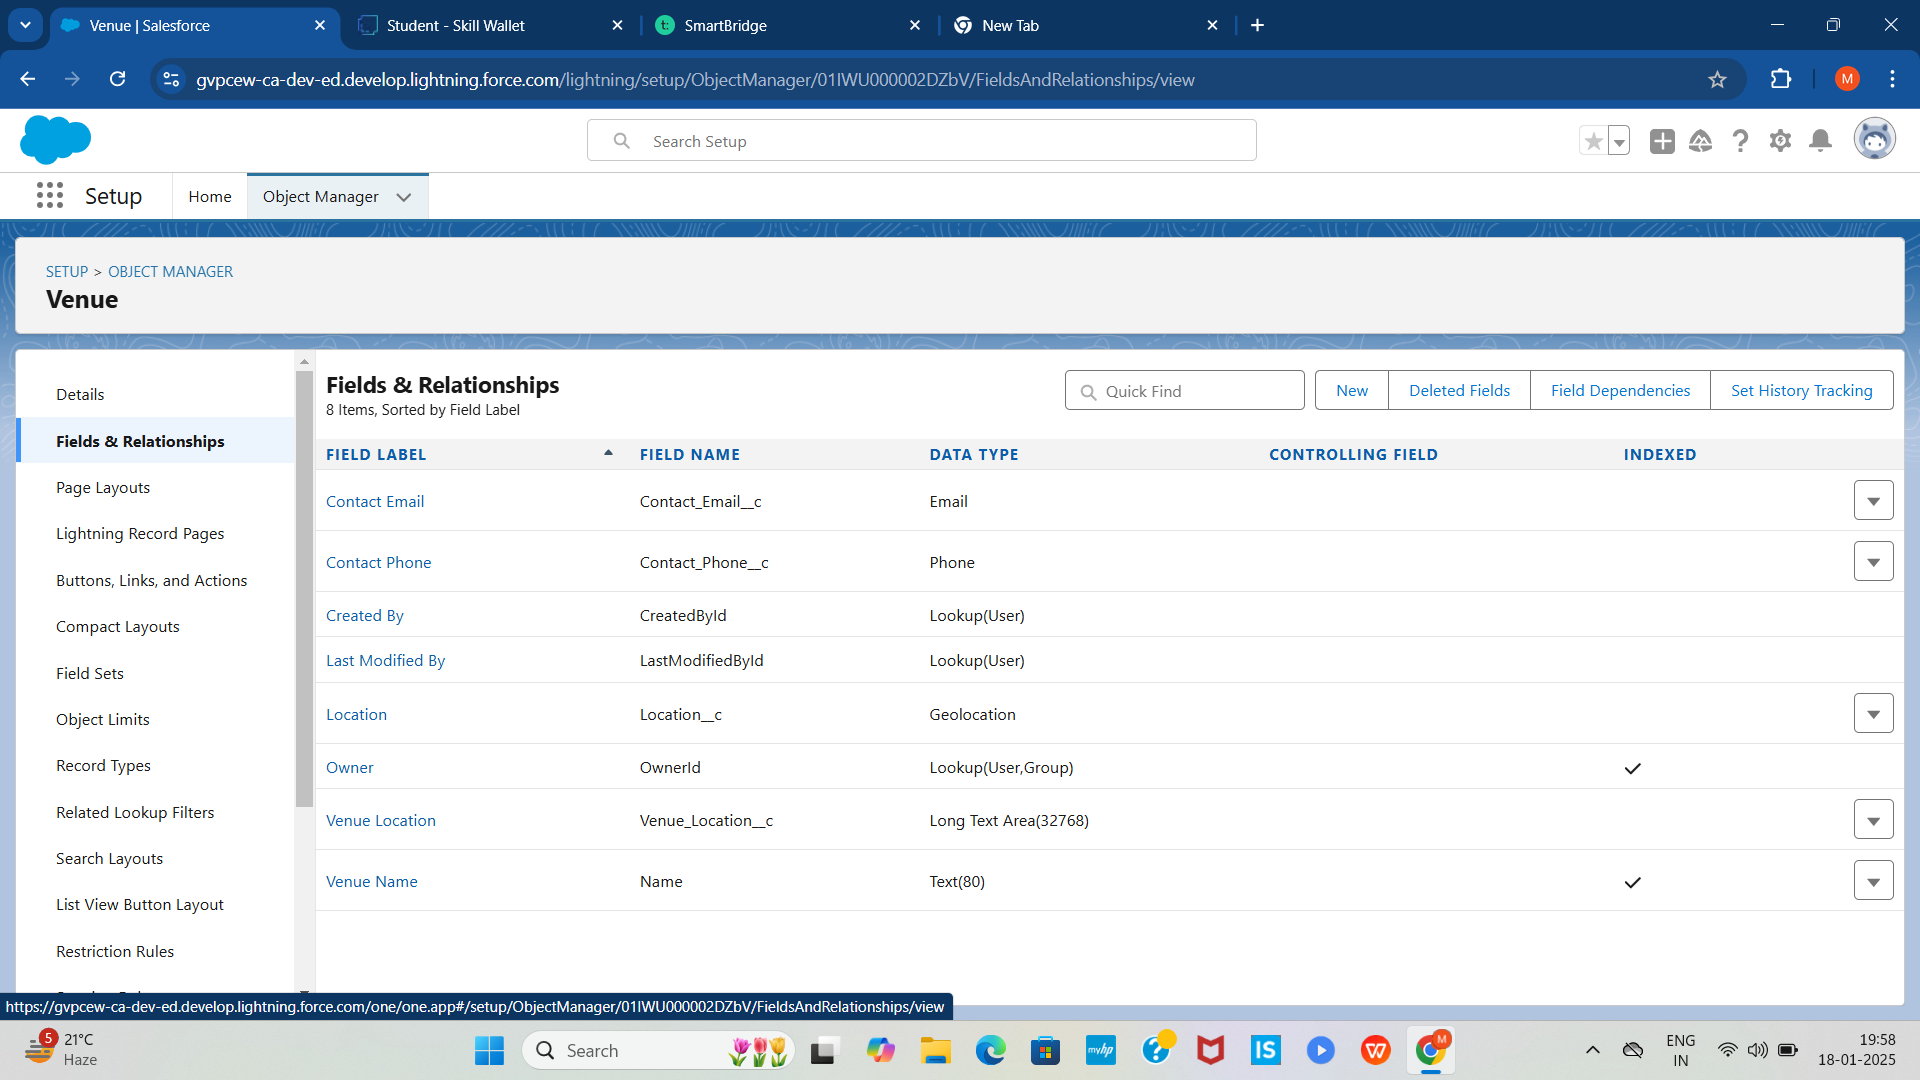 Venue | Salesforce
Student - Skill Wallet
SmartBridge
New Tab
gvpcew-ca-dev-ed.develop.lightning.force.com/lightning/setup/ObjectManager/01IWU000002DZbV/FieldsAndRelationships/view
M
Search Setup
Setup
Home
Object Manager
SETUP > OBJECT MANAGER
Venue
Details
Fields & Relationships
Page Layouts
Lightning Record Pages
Buttons, Links, and Actions
Compact Layouts
Field Sets
Object Limits
Record Types
Related Lookup Filters
Search Layouts
List View Button Layout
Restriction Rules
Fields & Relationships
8 Items, Sorted by Field Label
Quick Find
New
Deleted Fields
Field Dependencies
Set History Tracking
FIELD LABEL FIELD NAME DATA TYPE CONTROLLING FIELD INDEXED
Contact Email Contact_Email__c Email
Contact Phone Contact_Phone__c Phone
Created By CreatedById Lookup(User)
Last Modified By LastModifiedById Lookup(User)
Location Location__c Geolocation
Owner OwnerId Lookup(User,Group)
Venue Location Venue_Location__c Long Text Area(32768)
Venue Name Name Text(80)
https://gvpcew-ca-dev-ed.develop.lightning.force.com/one/one.app#/setup/ObjectManager/01IWU000002DZbV/FieldsAndRelationships/view
5
21°C
Haze
Search
myhp
IS
M
ENG
IN
19:58
18-01-2025